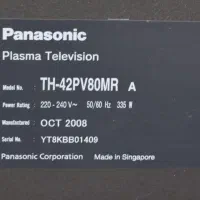 Panasonic
Plasma Television
Model No. TH-42PV80MR A
Power Rating 220 - 240 V~ 50/60 Hz 335 W
Manufactured OCT 2008
Serial No. YT8KBB01409
Panasonic Corporation Made in Singapore